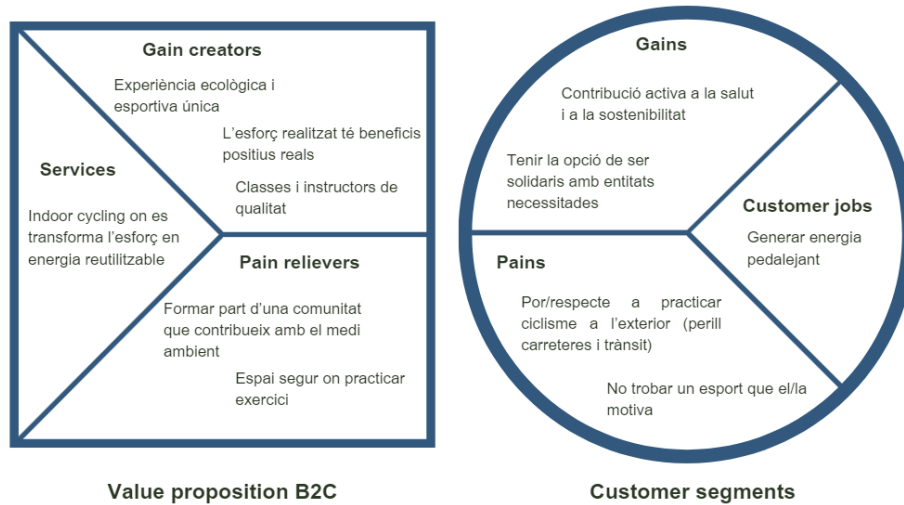 Gain creators
Experiència ecològica i
esportiva única
L'esforç realitzat té beneficis
positius reals
Classes i instructors de
qualitat
Services
Indoor cycling on es
transforma l'esforç en
energia reutilitzable
Pain relievers
Formar part d'una comunitat
que contribueix amb el medi
ambient
Espai segur on practicar
exercici
Value proposition B2C
Gains
Contribució activa a la salut
i a la sostenibilitat
Tenir la opció de ser
solidaris amb entitats
necessitades
Customer jobs
Generar energia
pedalejant
Pains
Por/respecte a practicar
ciclisme a l'exterior (perill
carreteres i trànsit)
No trobar un esport que el/la
motiva
Customer segments